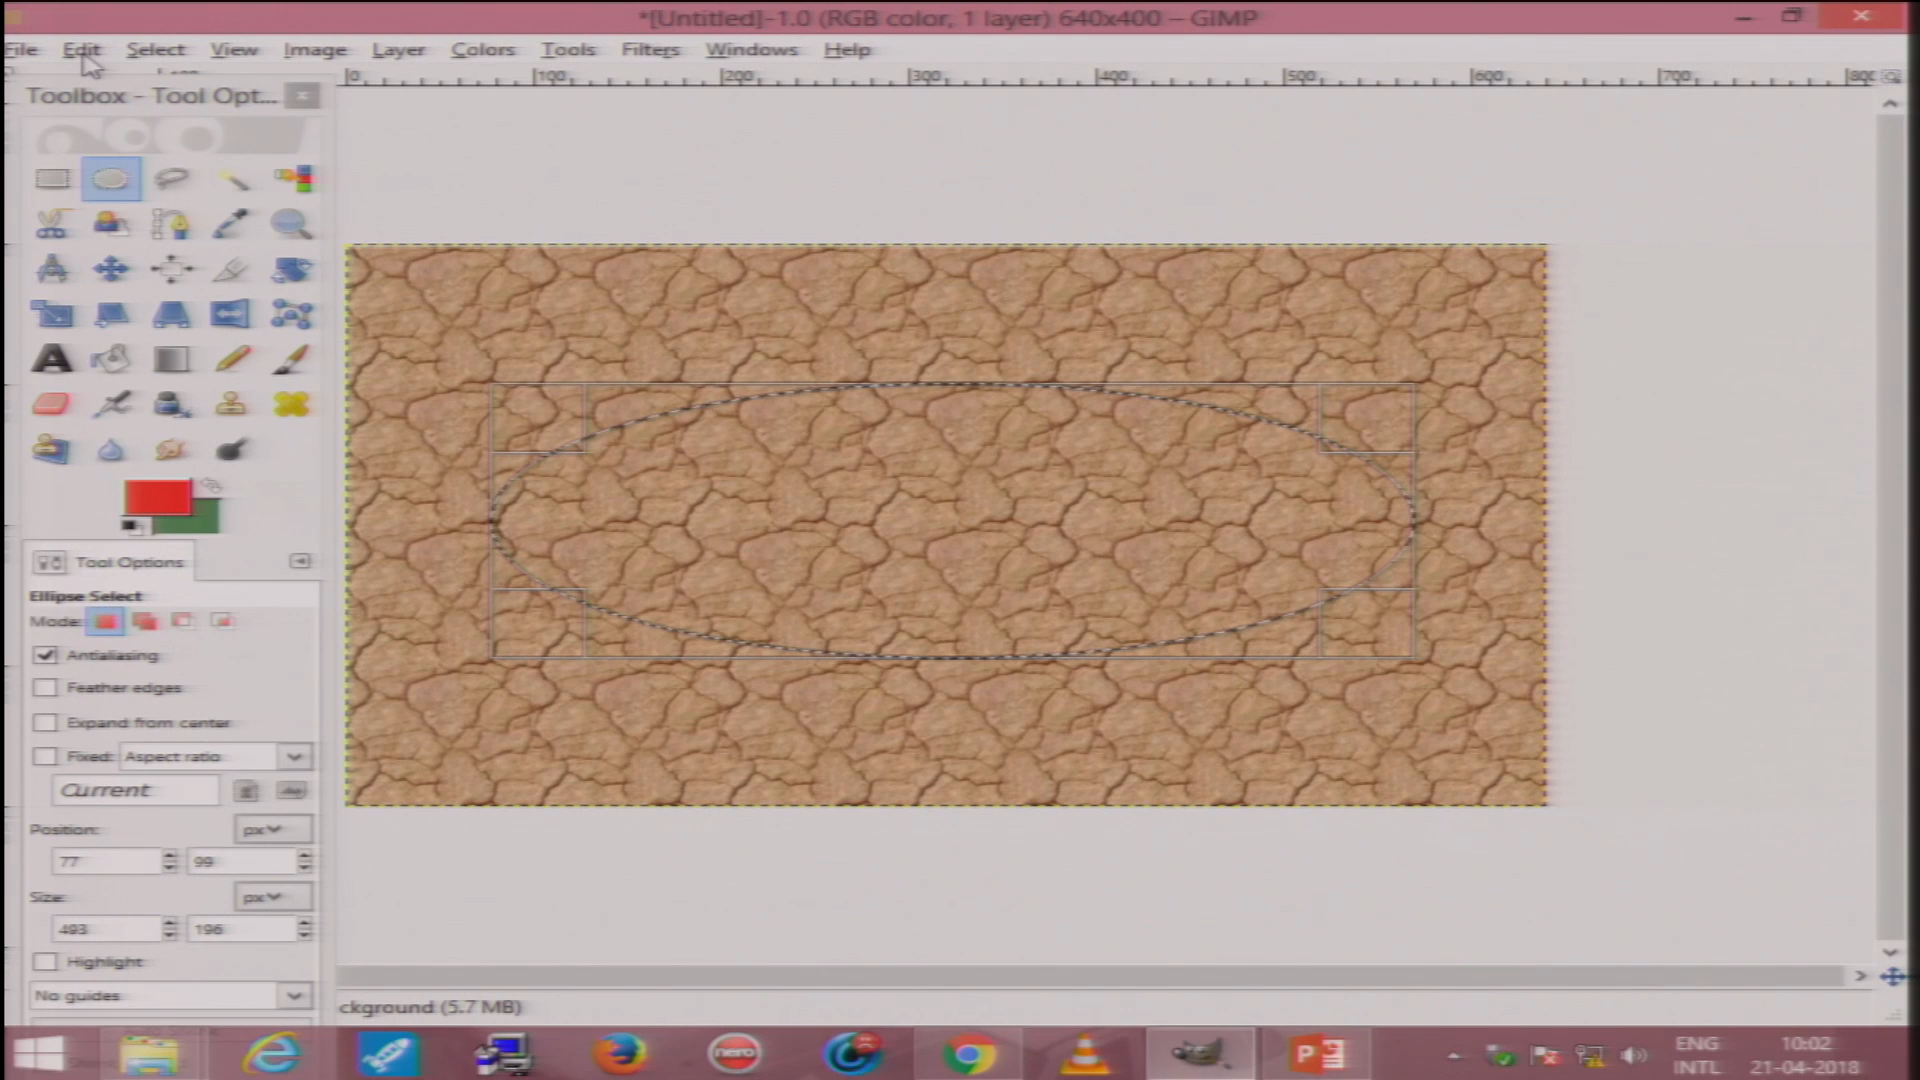 *[Untitled]-1.0 (RGB color, 1 layer) 640x400 – GIMP
File Edit Select View Image Layer Colors Tools Filters Windows Help
0 100 200 300 400 500 600 700 800
Toolbox - Tool Opt...
A
Tool Options
Ellipse Select
Mode:
Antialiasing
Feather edges
Expand from center
Fixed: Aspect ratio
Current
Position: px
77 99
Size: px
493 196
Highlight
No guides
ckground (5.7 MB)
nero
P
ENG 10:02
INTL 21-04-2018